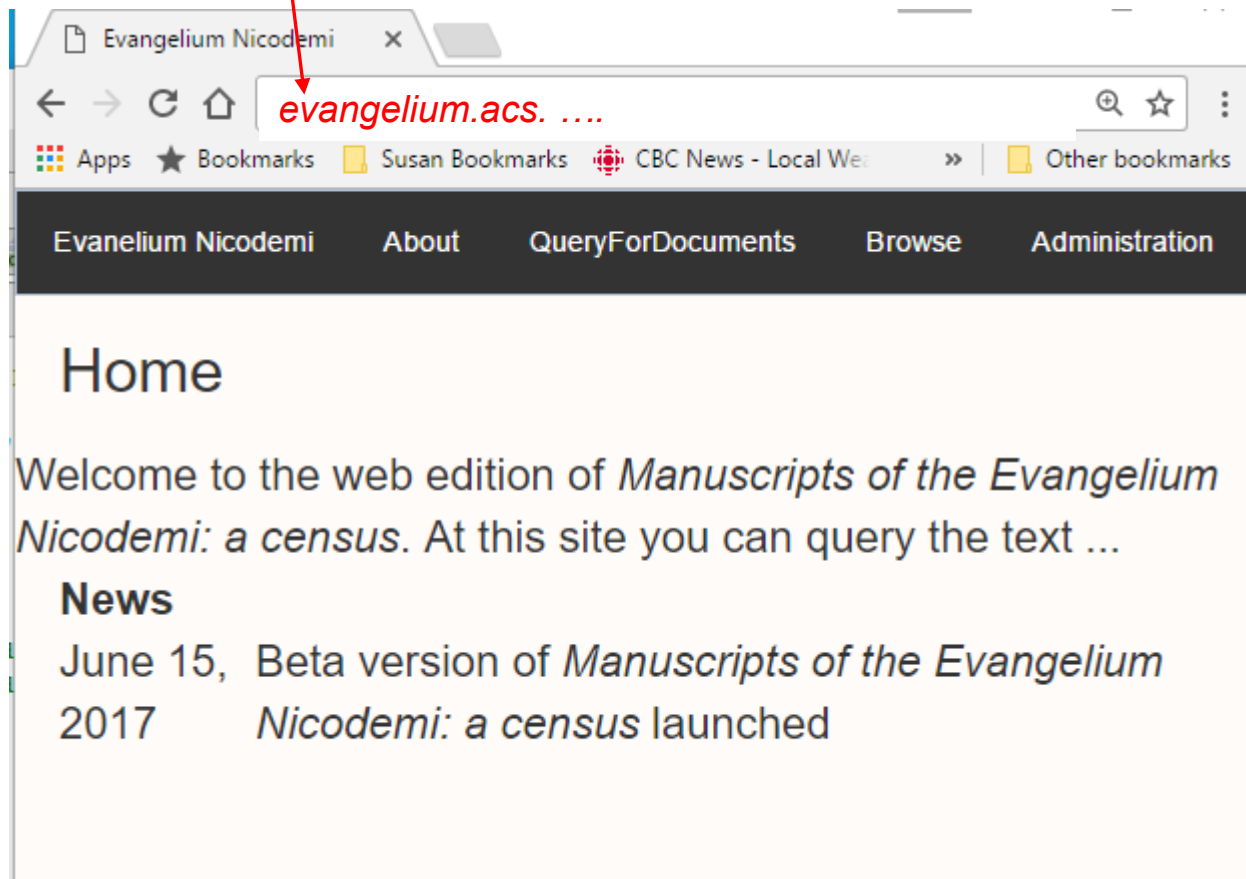 Evangelium Nicodemi
evangelium.acs. ....
Apps Bookmarks Susan Bookmarks CBC News - Local Wea » Other bookmarks
Evanelium Nicodemi About QueryForDocuments Browse Administration
Home
Welcome to the web edition of Manuscripts of the Evangelium
Nicodemi: a census. At this site you can query the text ...
News
June 15, Beta version of Manuscripts of the Evangelium
2017 Nicodemi: a census launched